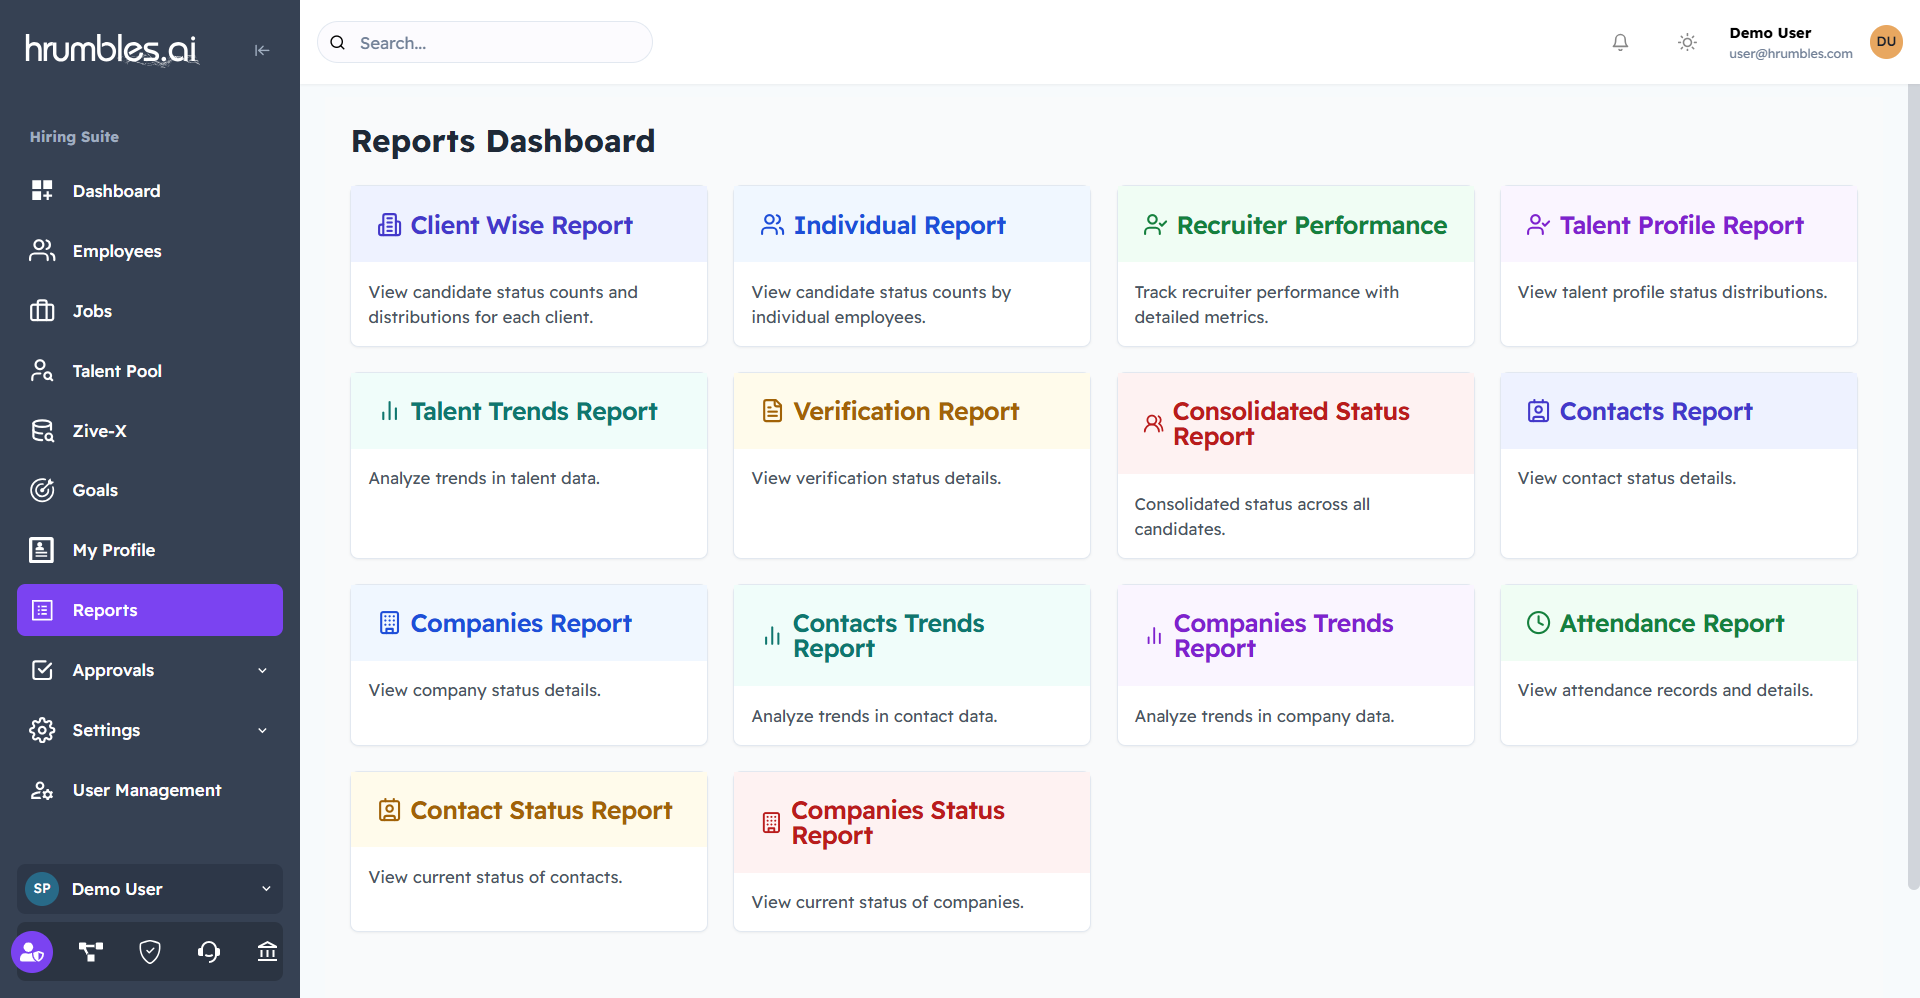 hrumbles.ai
Search...
Demo User
user@hrumbles.com
DU
Hiring Suite
Dashboard
Employees
Jobs
Talent Pool
Zive-X
Goals
My Profile
Reports
Approvals
Settings
User Management
SP
Demo User
Reports Dashboard
Client Wise Report
View candidate status counts and
distributions for each client.
Individual Report
View candidate status counts by
individual employees.
Recruiter Performance
Track recruiter performance with
detailed metrics.
Talent Profile Report
View talent profile status distributions.
Talent Trends Report
Analyze trends in talent data.
Verification Report
View verification status details.
Consolidated Status
Report
Consolidated status across all
candidates.
Contacts Report
View contact status details.
Companies Report
View company status details.
Contacts Trends
Report
Analyze trends in contact data.
Companies Trends
Report
Analyze trends in company data.
Attendance Report
View attendance records and details.
Contact Status Report
View current status of contacts.
Companies Status
Report
View current status of companies.